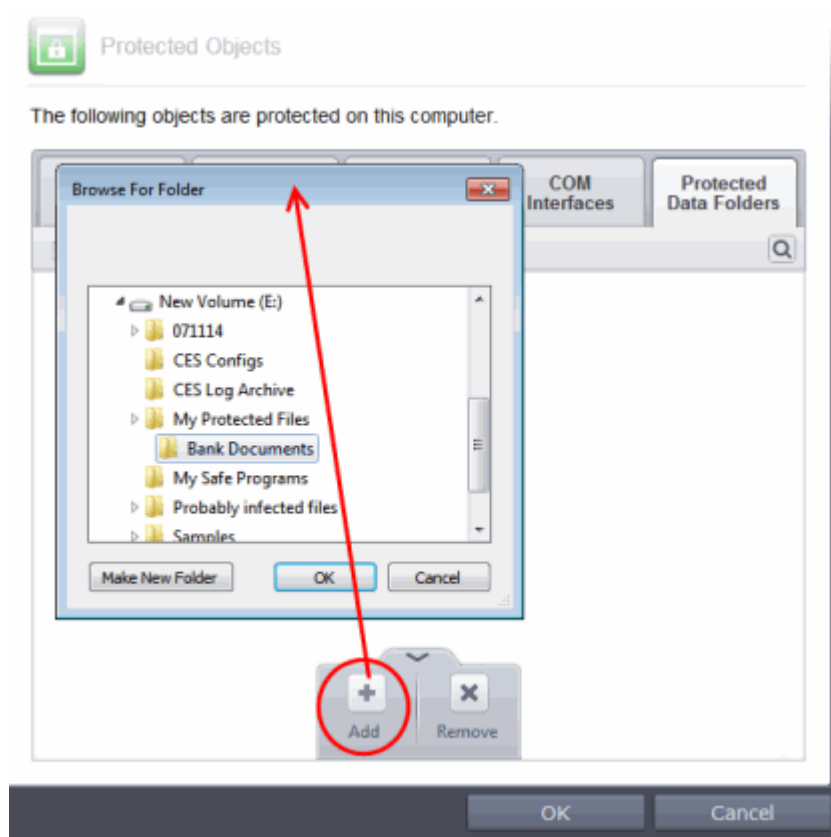 Protected Objects
The following objects are protected on this computer.
Browse For Folder
COM Interfaces
Protected Data Folders
New Volume (E:)
071114
CES Configs
CES Log Archive
My Protected Files
Bank Documents
My Safe Programs
Probably infected files
Samples
Make New Folder
OK
Cancel
Add
Remove
OK
Cancel